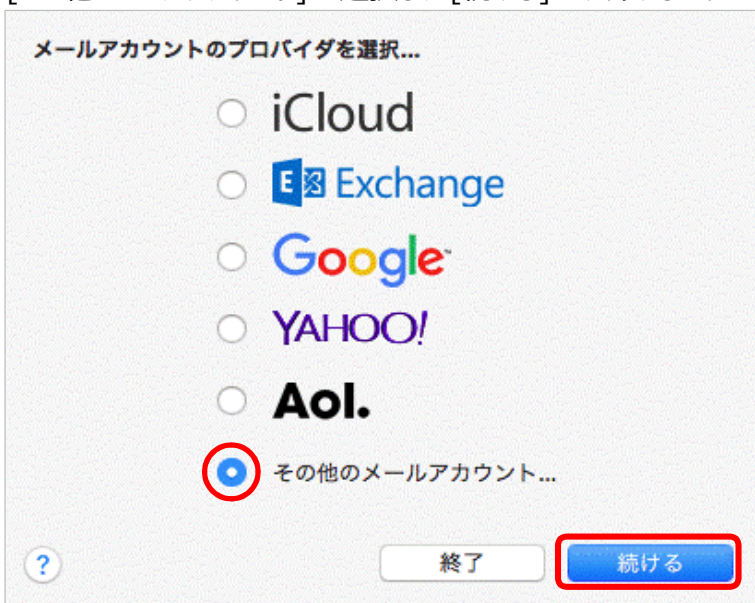 メールアカウントのプロバイダを選択...
iCloud
E Exchange
Google™
YAHOO!
Aol.
その他のメールアカウント...
? 終了 続ける